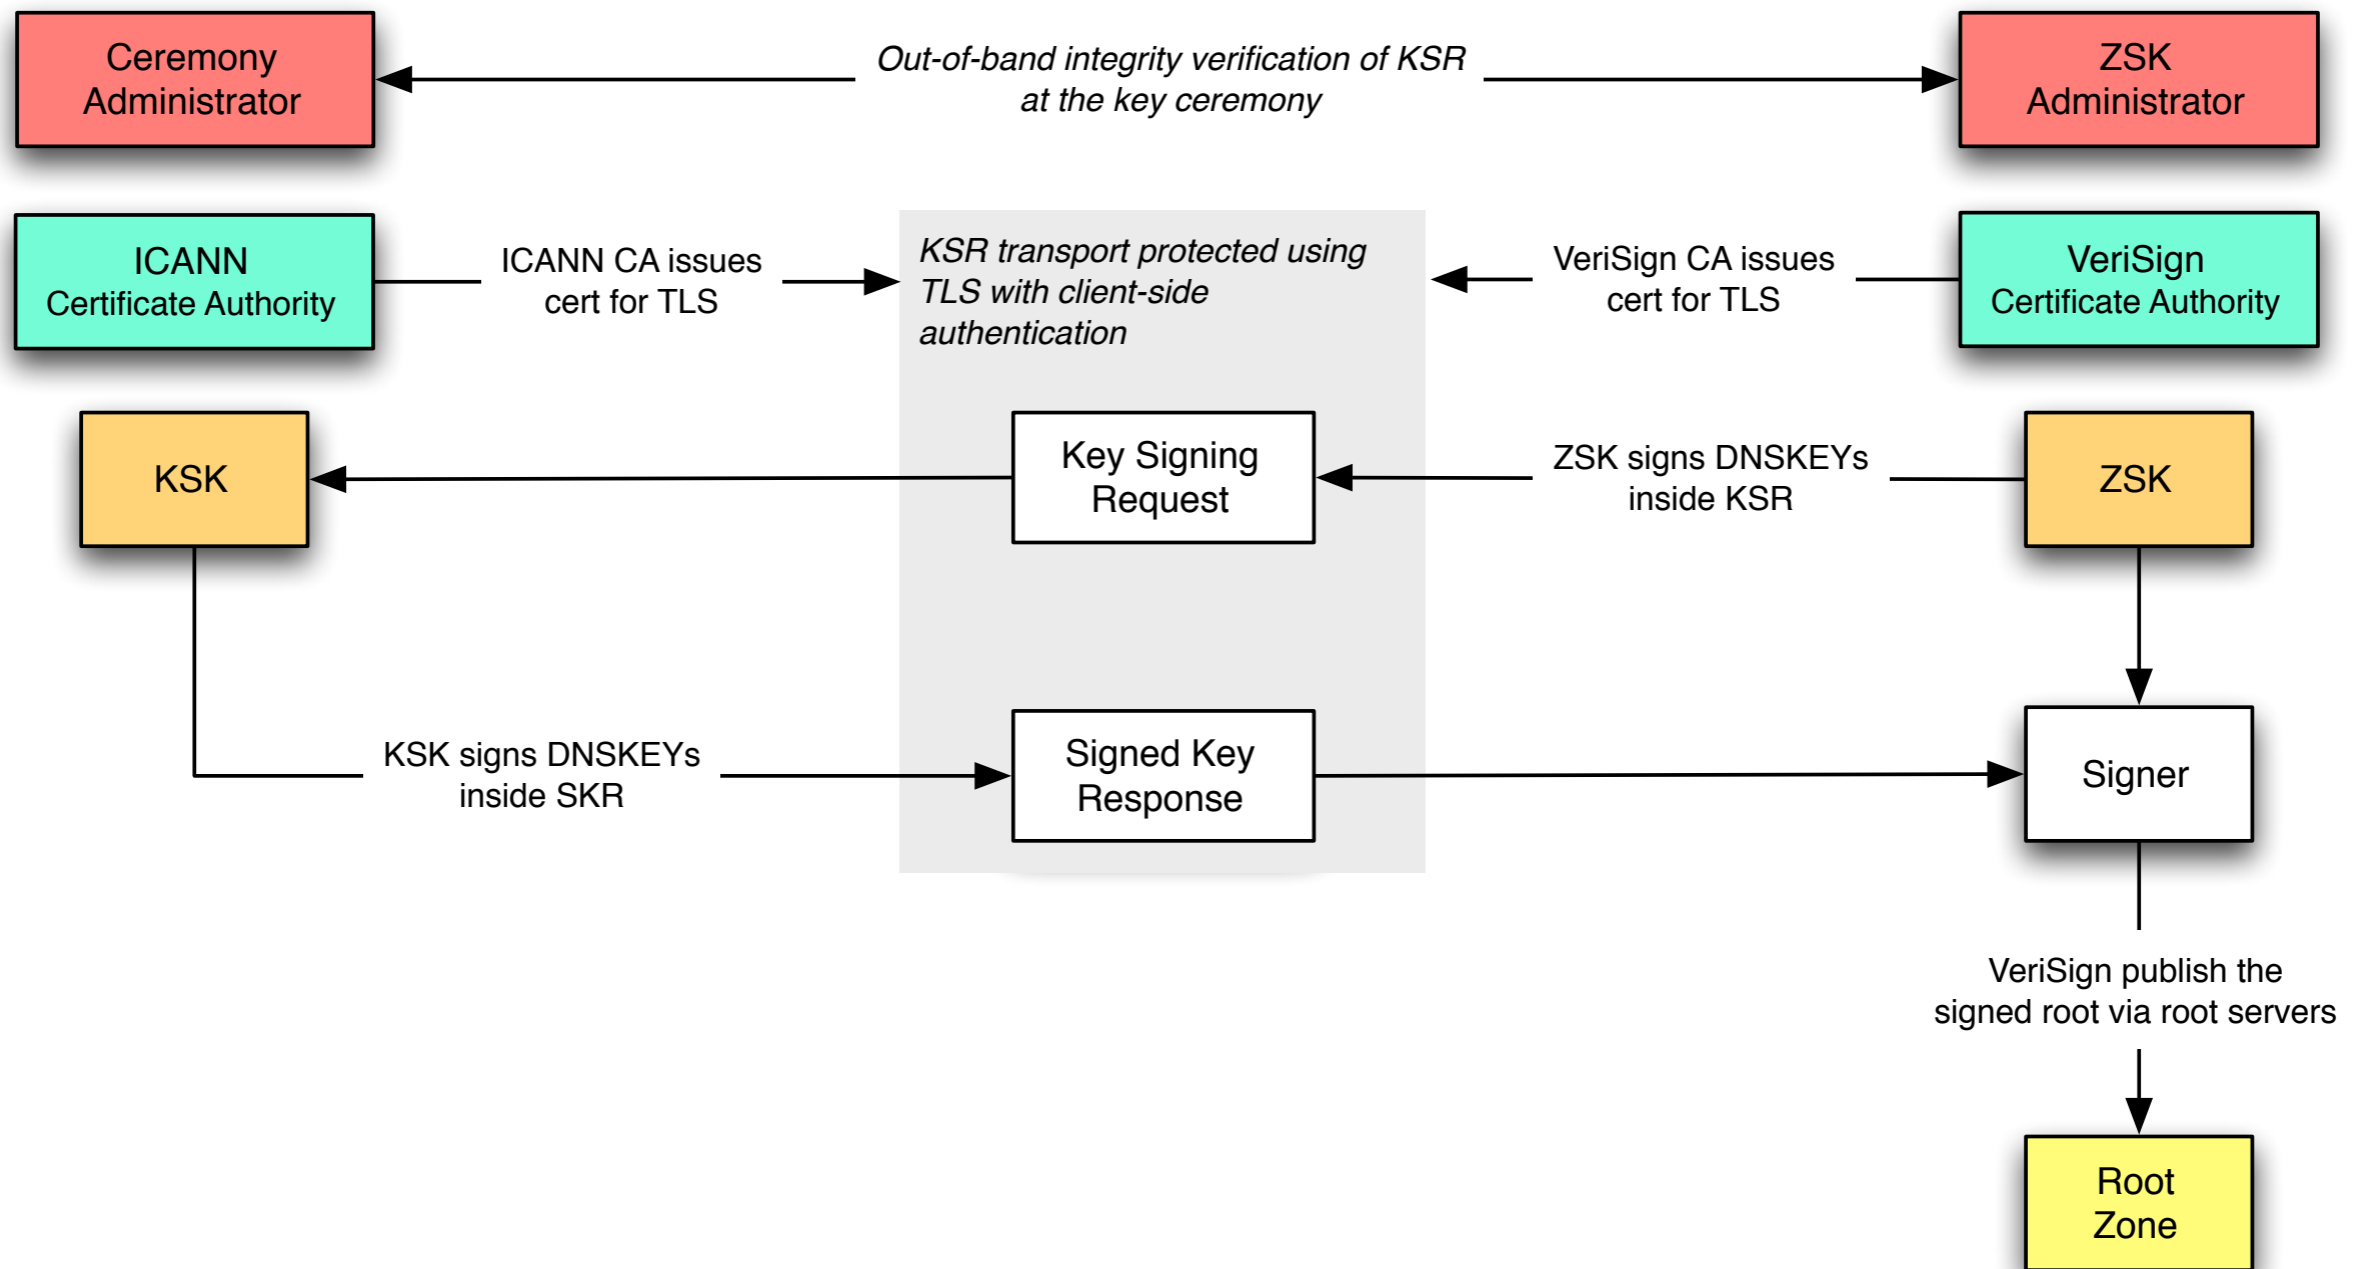 Ceremony
Administrator
Out-of-band integrity verification of KSR
at the key ceremony
ZSK
Administrator
ICANN
Certificate Authority
ICANN CA issues
cert for TLS
KSR transport protected using
TLS with client-side
authentication
VeriSign CA issues
cert for TLS
VeriSign
Certificate Authority
KSK
Key Signing
Request
ZSK signs DNSKEYs
inside KSR
ZSK
KSK signs DNSKEYs
inside SKR
Signed Key
Response
Signer
VeriSign publish the
signed root via root servers
Root
Zone